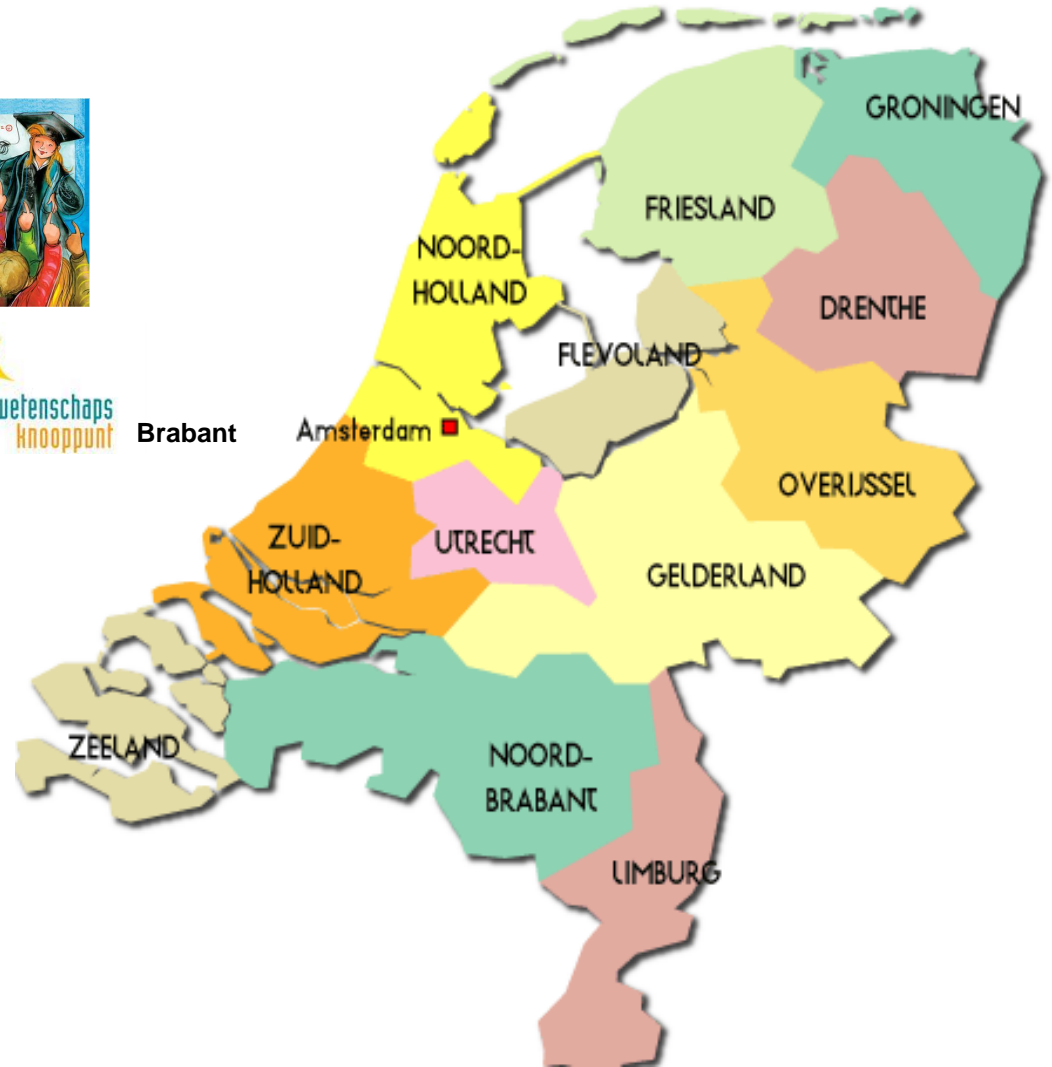 GRONINGEN
FRIESLAND
NOORD-
HOLLAND
DRENTHE
FLEVOLAND
wetenschaps
knooppunt
Brabant
Amsterdam
OVERIJSSEL
ZUID-
HOLLAND
UTRECHT
GELDERLAND
ZEELAND
NOORD-
BRABANT
LIMBURG